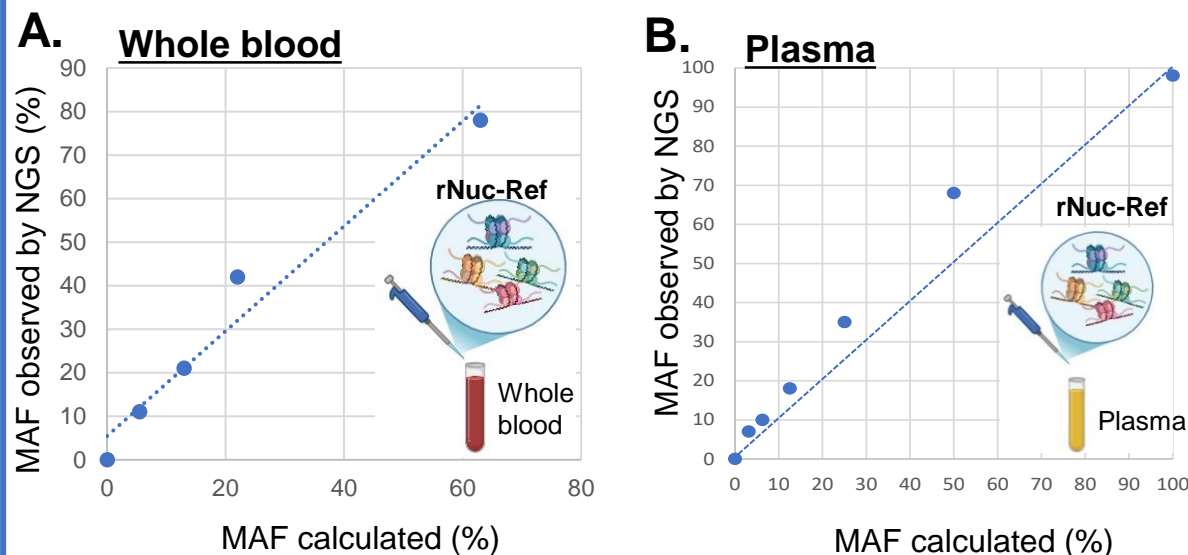 A.
Whole blood
MAF observed by NGS (%)
90
80
70
60
50
40
30
20
10
0
0 20 40 60 80
MAF calculated (%)
rNuc-Ref
Whole
blood
B.
Plasma
MAF observed by NGS
100
90
80
70
60
50
40
30
20
10
0
0 10 20 30 40 50 60 70 80 90 100
MAF calculated (%)
rNuc-Ref
Plasma